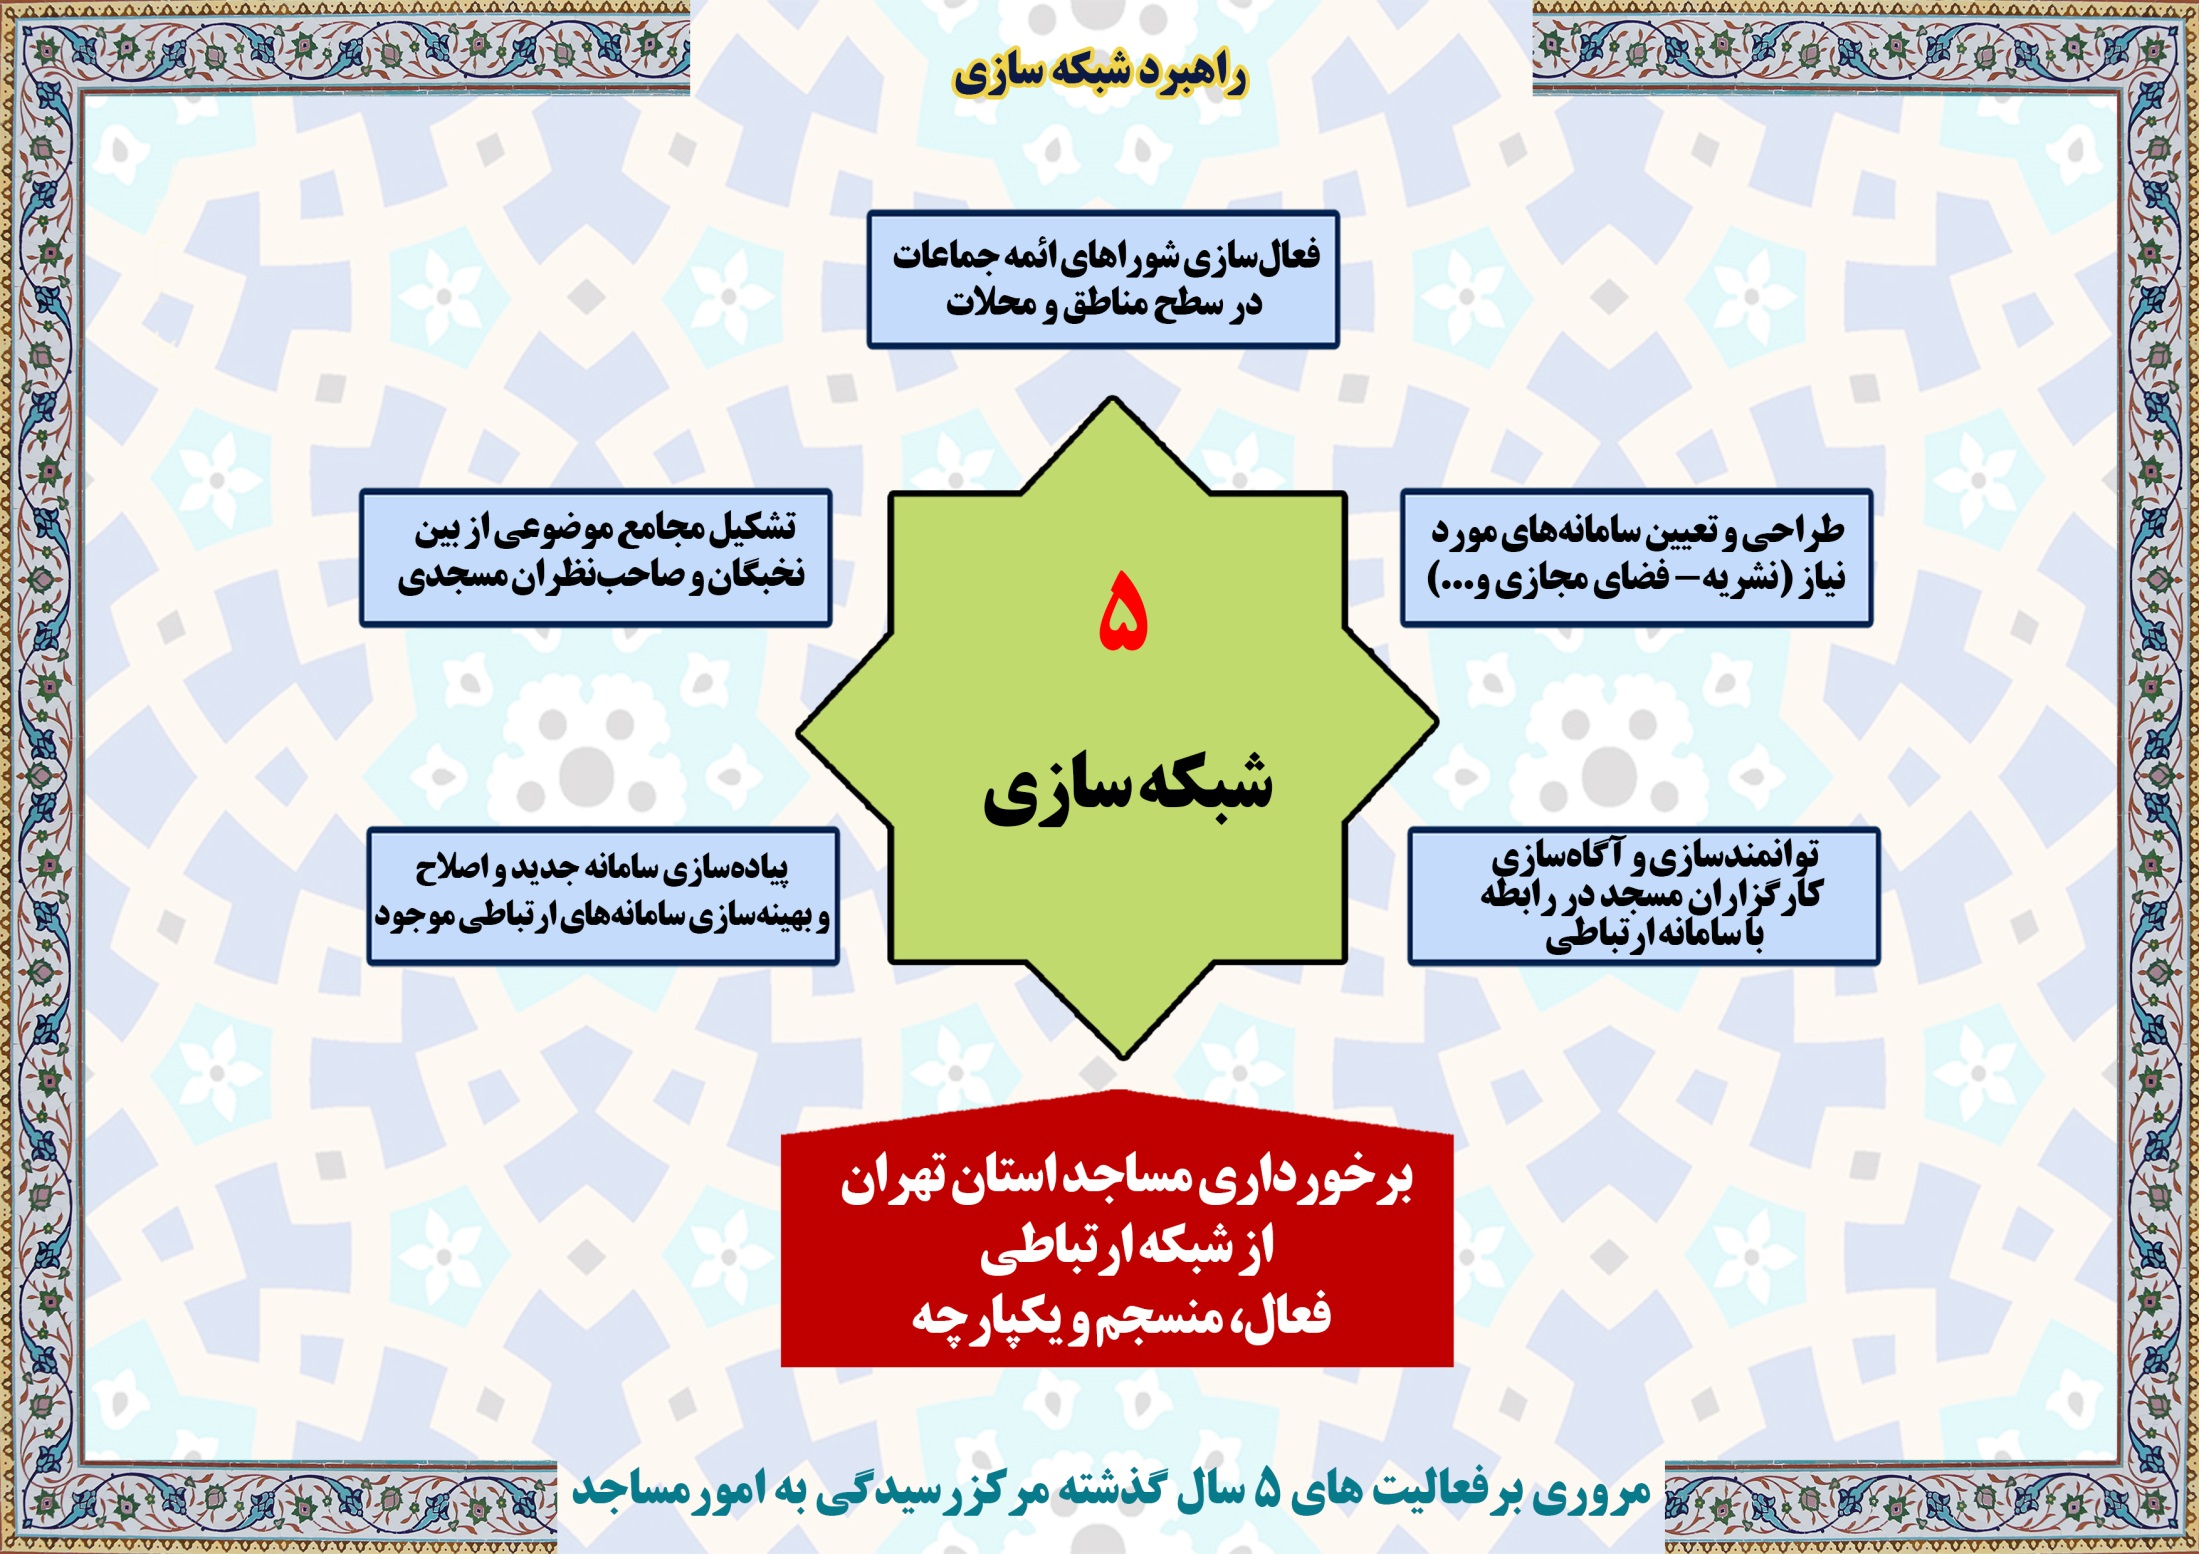 راهبرد شبکه سازی
فعال‌سازی شوراهای ائمه جماعات
در سطح مناطق و محلات
طراحی و تعیین سامانه‌های مورد
نیاز (نشریه– فضای مجازی و...)
تشکیل مجامع موضوعی از بین
نخبگان و صاحب‌نظران مسجدی
۵
شبکه سازی
توانمندسازی و آگاه‌سازی
کارگزاران مسجد در رابطه
با سامانه ارتباطی
پیاده‌سازی سامانه جدید و اصلاح
و بهینه‌سازی سامانه‌های ارتباطی موجود
برخورداری مساجد استان تهران
از شبکه ارتباطی
فعال، منسجم و یکپارچه
مروری بر فعالیت های ۵ سال گذشته مرکز رسیدگی به امور مساجد